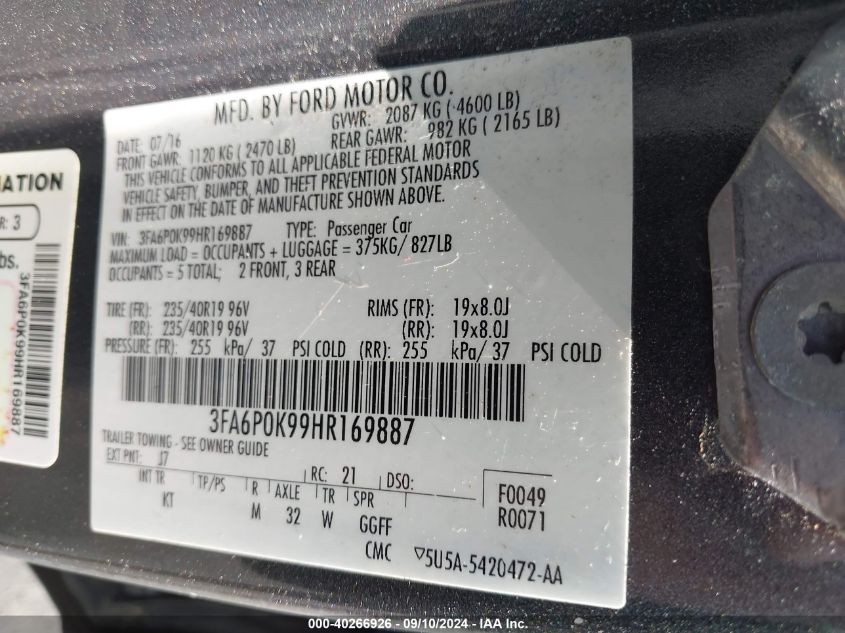 MFD. BY FORD MOTOR CO.
DATE: 07/16 GVWR: 2087 KG ( 4600 LB)
FRONT GAWR: 1120 KG ( 2470 LB) REAR GAWR: 982 KG ( 2165 LB)
THIS VEHICLE CONFORMS TO ALL APPLICABLE FEDERAL MOTOR
VEHICLE SAFETY, BUMPER, AND THEFT PREVENTION STANDARDS
IN EFFECT ON THE DATE OF MANUFACTURE SHOWN ABOVE.
VIN: 3FA6P0K99HR169887 TYPE: Passenger Car
MAXIMUM LOAD = OCCUPANTS + LUGGAGE = 375KG/ 827LB
OCCUPANTS = 5 TOTAL; 2 FRONT, 3 REAR
TIRE (FR): 235/40R19 96V RIMS (FR): 19x8.0J
(RR): 235/40R19 96V (RR): 19x8.0J
PRESSURE (FR): 255 kPa/ 37 PSI COLD (RR): 255 kPa/ 37 PSI COLD
3FA6P0K99HR169887
TRAILER TOWING - SEE OWNER GUIDE
EXT PNT: J7 RC: 21 DSO:
INT TR TP/PS R AXLE TR SPR F0049
KT M 32 W GGFF R0071
CMC ▽5U5A-5420472-AA
R: 3
bs.
3FA6P0K99HR169887
000-40266926 - 09/10/2024 - IAA Inc.